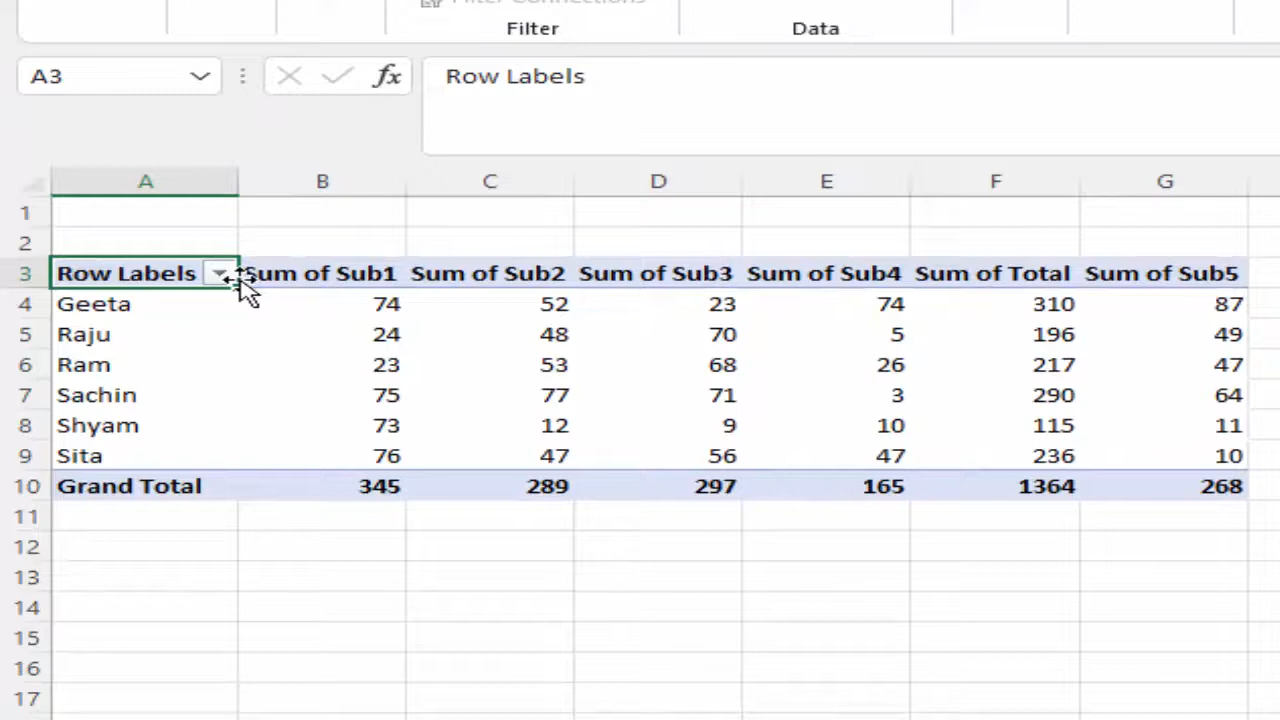 Filter Connections
Filter Data
A3 fx Row Labels
A B C D E F G
1
2
3 Row Labels Sum of Sub1 Sum of Sub2 Sum of Sub3 Sum of Sub4 Sum of Total Sum of Sub5
4 Geeta 74 52 23 74 310 87
5 Raju 24 48 70 5 196 49
6 Ram 23 53 68 26 217 47
7 Sachin 75 77 71 3 290 64
8 Shyam 73 12 9 10 115 11
9 Sita 76 47 56 47 236 10
10 Grand Total 345 289 297 165 1364 268
11
12
13
14
15
16
17